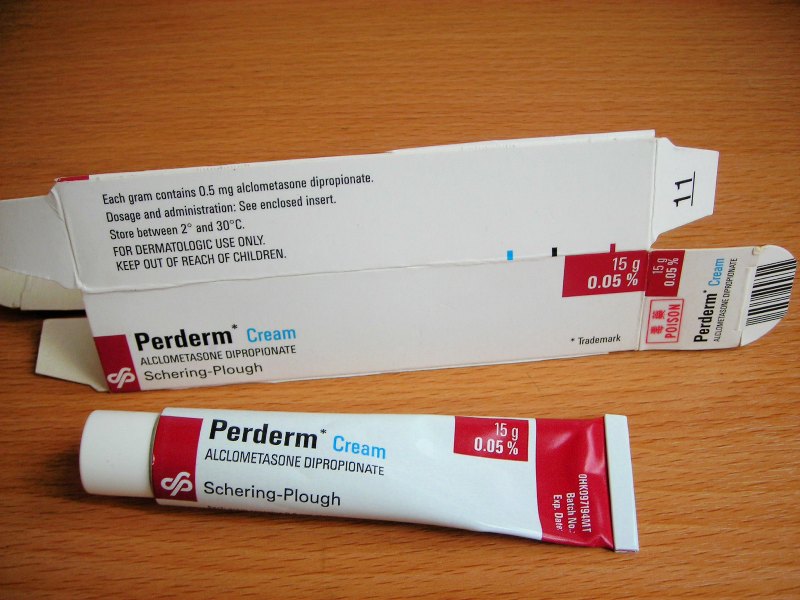 Each gram contains 0.5 mg alclometasone dipropionate.
Dosage and administration: See enclosed insert.
Store between 2° and 30°C.
FOR DERMATOLOGIC USE ONLY.
KEEP OUT OF REACH OF CHILDREN.
11
15 g
0.05 %
Perderm* Cream
ALCLOMETASONE DIPROPIONATE
Schering-Plough
* Trademark
15 g
0.05 %
毒藥
POISON
Perderm* Cream
ALCLOMETASONE DIPROPIONATE
Perderm* Cream
ALCLOMETASONE DIPROPIONATE
Schering-Plough
15 g
0.05 %
0HK097194MT
Batch No.:
Exp. Date: